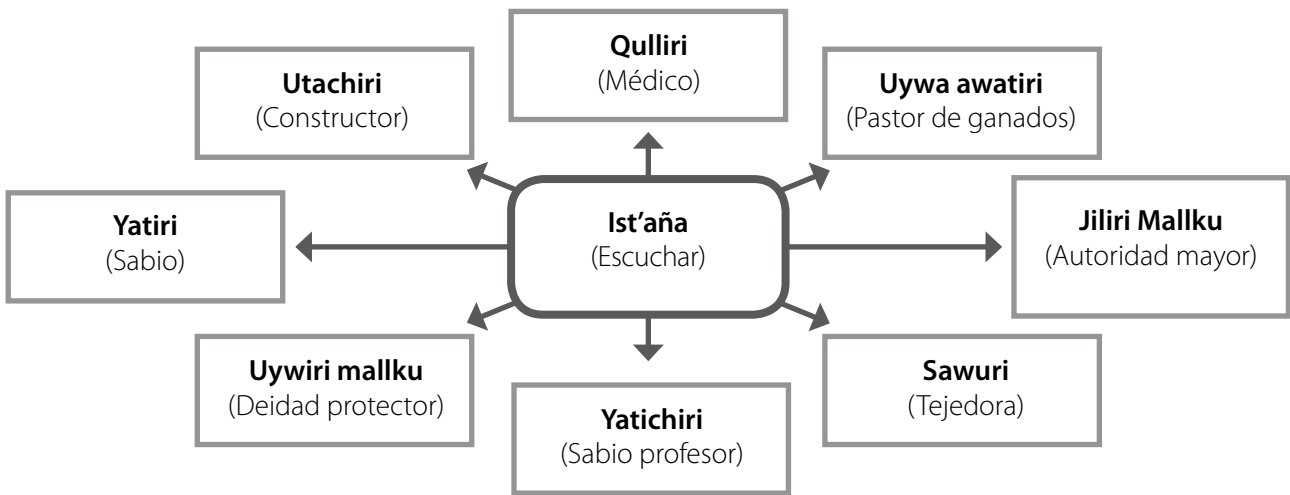 Qulliri
(Médico)
Utachiri
(Constructor)
Uywa awatiri
(Pastor de ganados)
Yatiri
(Sabio)
Ist'aña
(Escuchar)
Jiliri Mallku
(Autoridad mayor)
Uywiri mallku
(Deidad protector)
Yatichiri
(Sabio profesor)
Sawuri
(Tejedora)